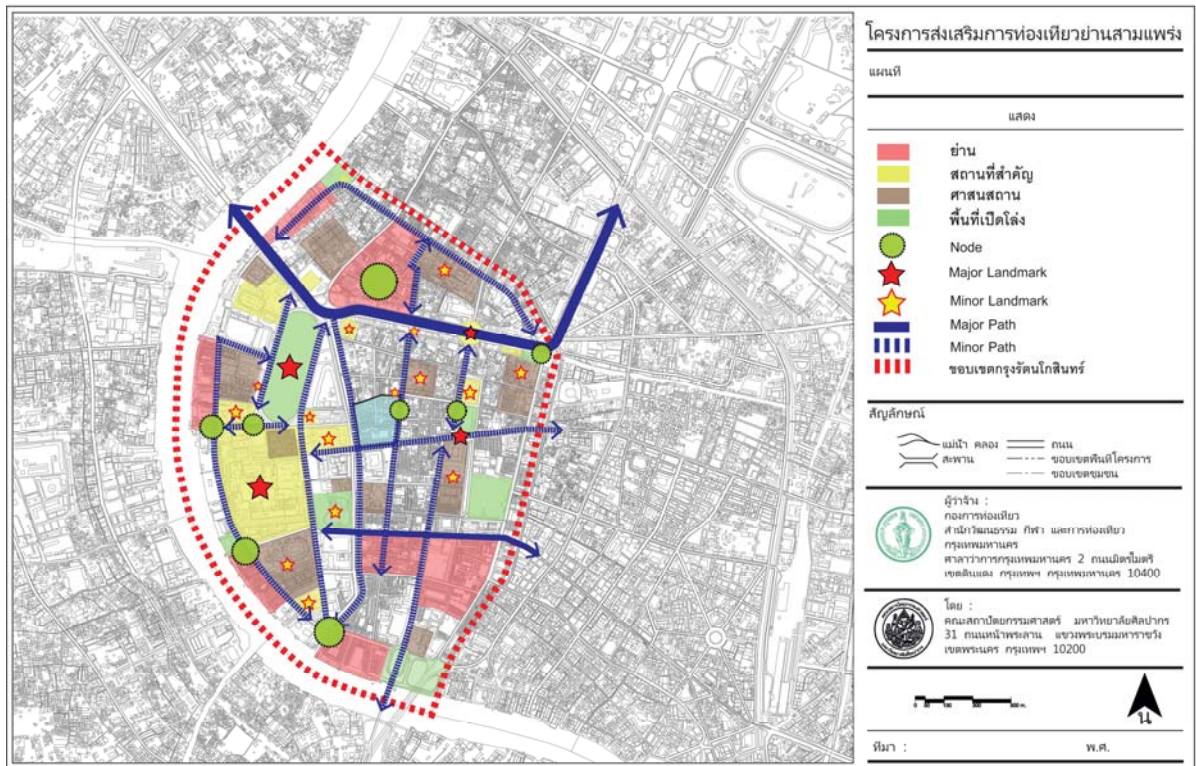 โครงการส่งเสริมการท่องเที่ยวย่านสามแพร่ง
แผนที่
แสดง
ย่าน
สถานที่สำคัญ
ศาสนสถาน
พื้นที่เปิดโล่ง
Node
Major Landmark
Minor Landmark
Major Path
Minor Path
ขอบเขตกรุงรัตนโกสินทร์
สัญลักษณ์
แม่น้ำ คลอง
ถนน
สะพาน
ขอบเขตพื้นที่โครงการ
ขอบเขตชุมชน
ผู้ว่าจ้าง :
กองการท่องเที่ยว
สำนักวัฒนธรรม กีฬา และการท่องเที่ยว
กรุงเทพมหานคร
ศาลาว่าการกรุงเทพมหานคร 2 ถนนมิตรไมตรี
เขตดินแดง กรุงเทพฯ กรุงเทพมหานคร 10400
โดย :
คณะสถาปัตยกรรมศาสตร์ มหาวิทยาลัยศิลปากร
31 ถนนหน้าพระลาน แขวงพระบรมมหาราชวัง
เขตพระนคร กรุงเทพฯ 10200
น
ที่มา : พ.ศ.